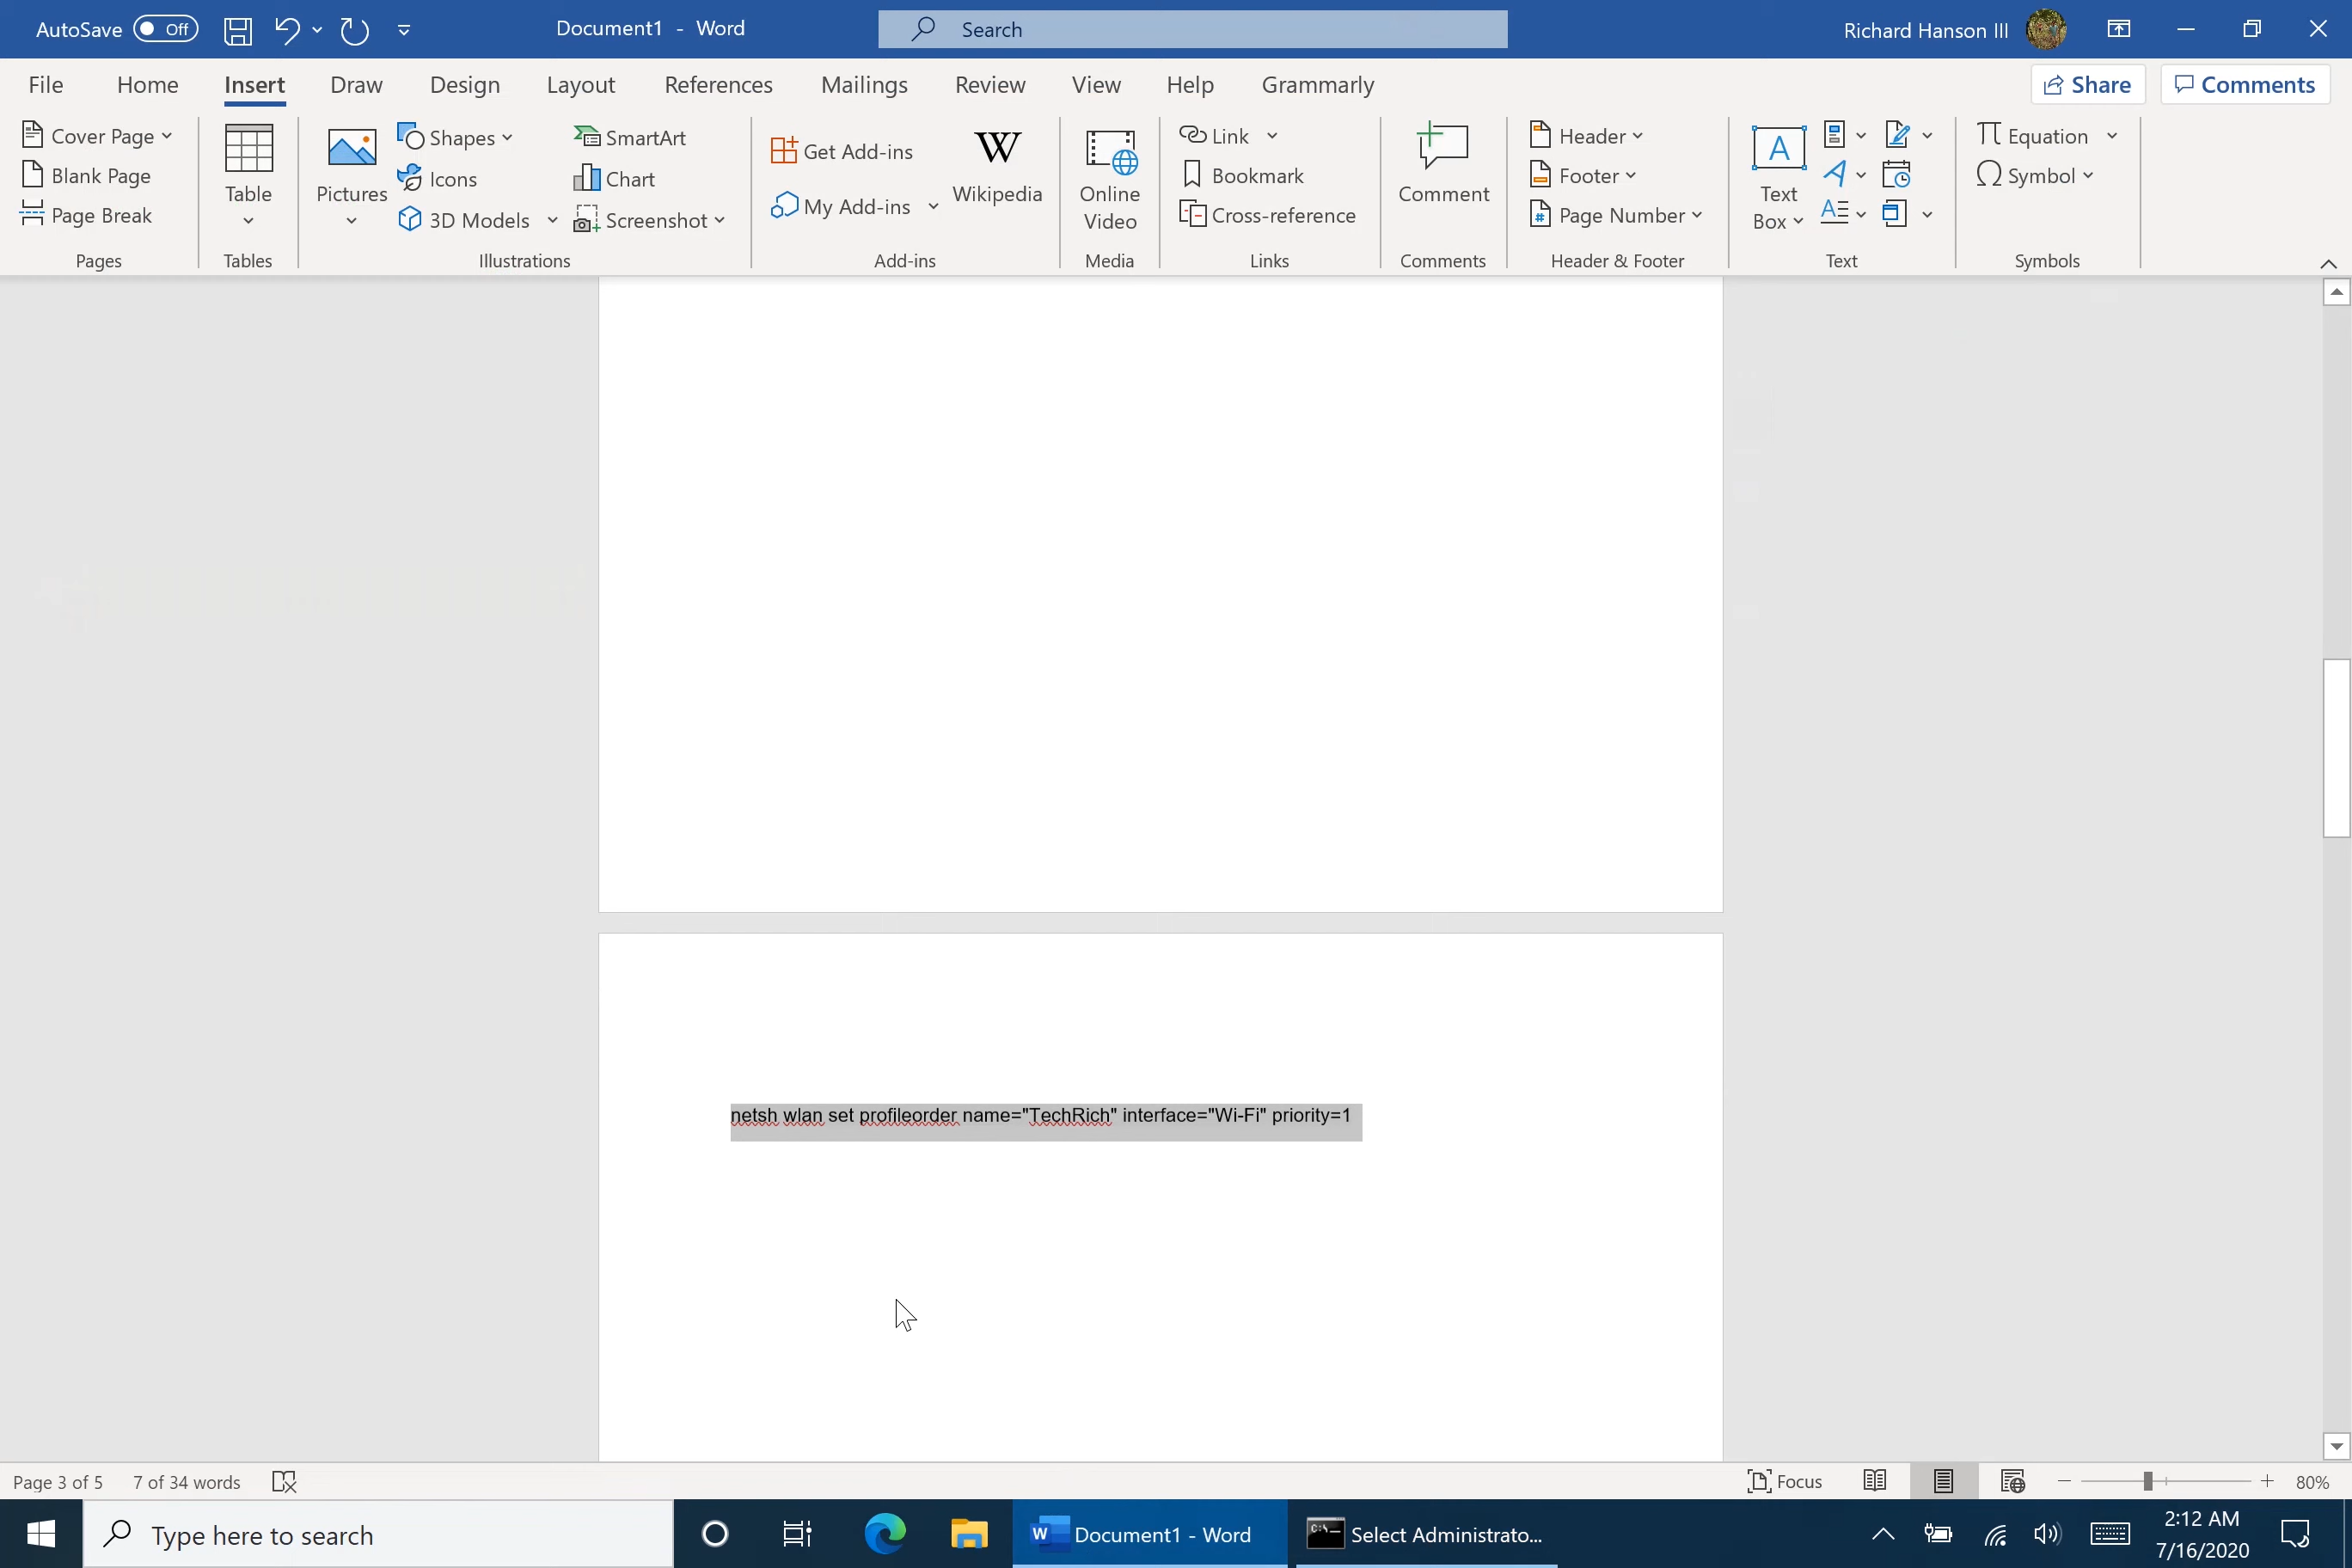 AutoSave Off Document1 - Word Search Richard Hanson III
File Home Insert Draw Design Layout References Mailings Review View Help Grammarly Share Comments
Cover Page
Blank Page
Page Break
Pages
Table
Tables
Pictures
Shapes
Icons
3D Models
SmartArt
Chart
Screenshot
Illustrations
Get Add-ins
My Add-ins
W
Wikipedia
Add-ins
Online
Video
Media
Link
Bookmark
Cross-reference
Links
Comment
Comments
Header
Footer
# Page Number
Header & Footer
A
Text
Box
Text
π Equation
Ω Symbol
Symbols
netsh wlan set profileorder name="TechRich" interface="Wi-Fi" priority=1
Page 3 of 5 7 of 34 words Focus 80%
Type here to search
W Document1 - Word
C:\ Select Administrato...
2:12 AM
7/16/2020